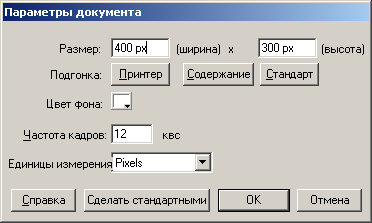 Параметры документа
Размер: 400 px (ширина) x 300 px (высота)
Подгонка: Принтер Содержание Стандарт
Цвет фона:
Частота кадров: 12 квс
Единицы измерения Pixels
Справка Сделать стандартными OK Отмена